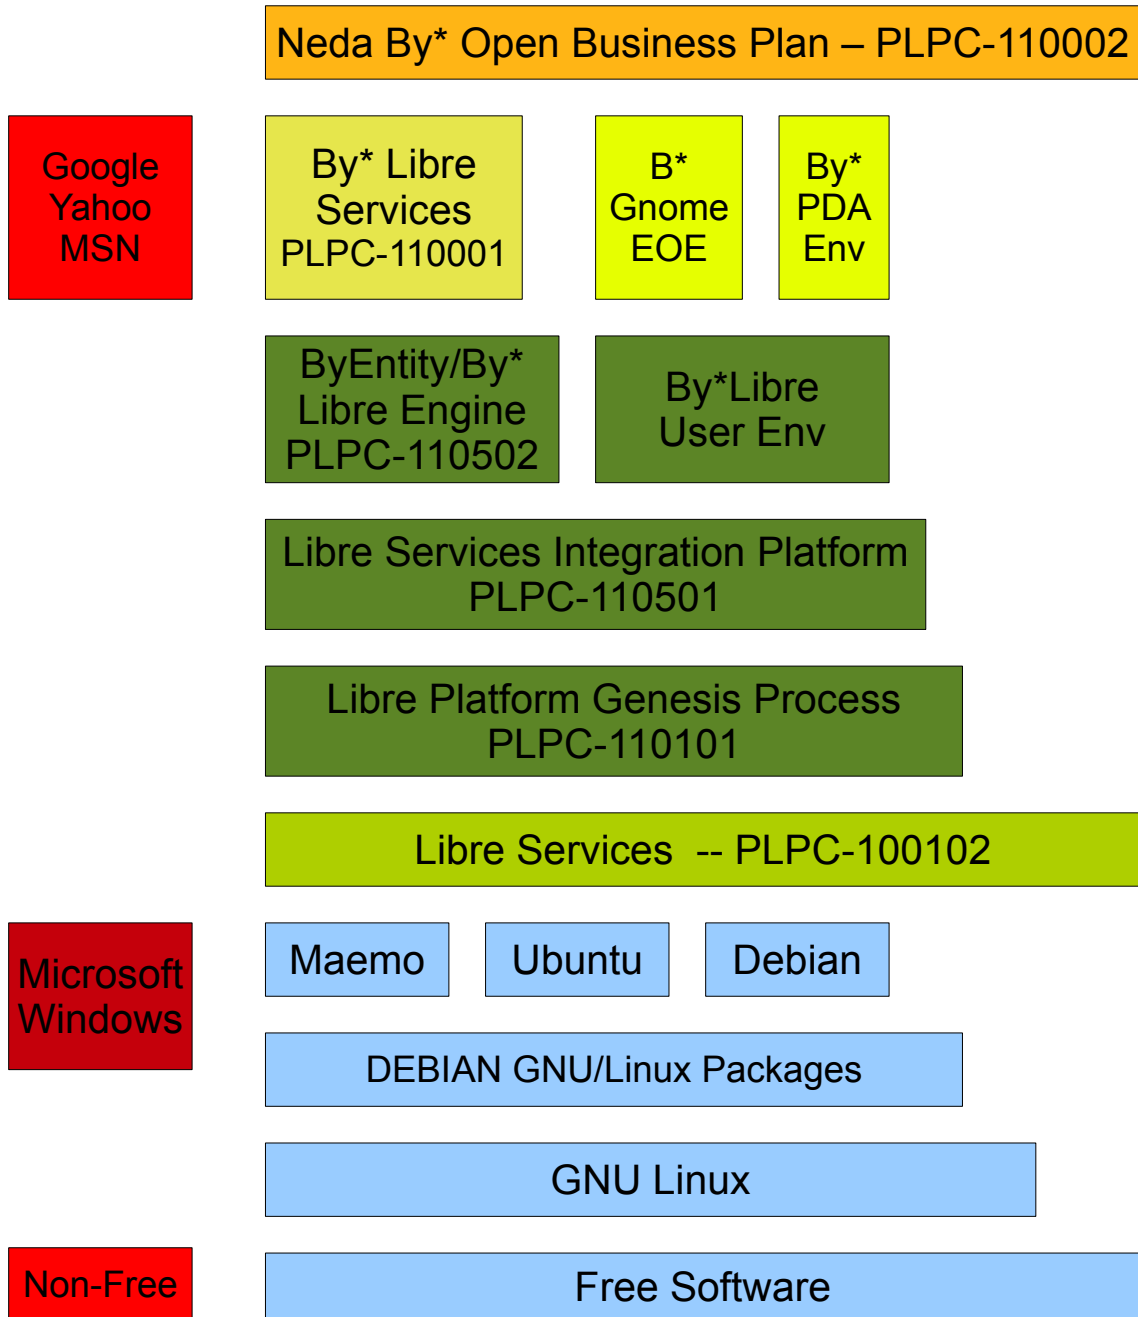 Neda By* Open Business Plan – PLPC-110002
Google
Yahoo
MSN
By* Libre
Services
PLPC-110001
B*
Gnome
EOE
By*
PDA
Env
ByEntity/By*
Libre Engine
PLPC-110502
By*Libre
User Env
Libre Services Integration Platform
PLPC-110501
Libre Platform Genesis Process
PLPC-110101
Libre Services -- PLPC-100102
Microsoft
Windows
Maemo
Ubuntu
Debian
DEBIAN GNU/Linux Packages
GNU Linux
Non-Free
Free Software